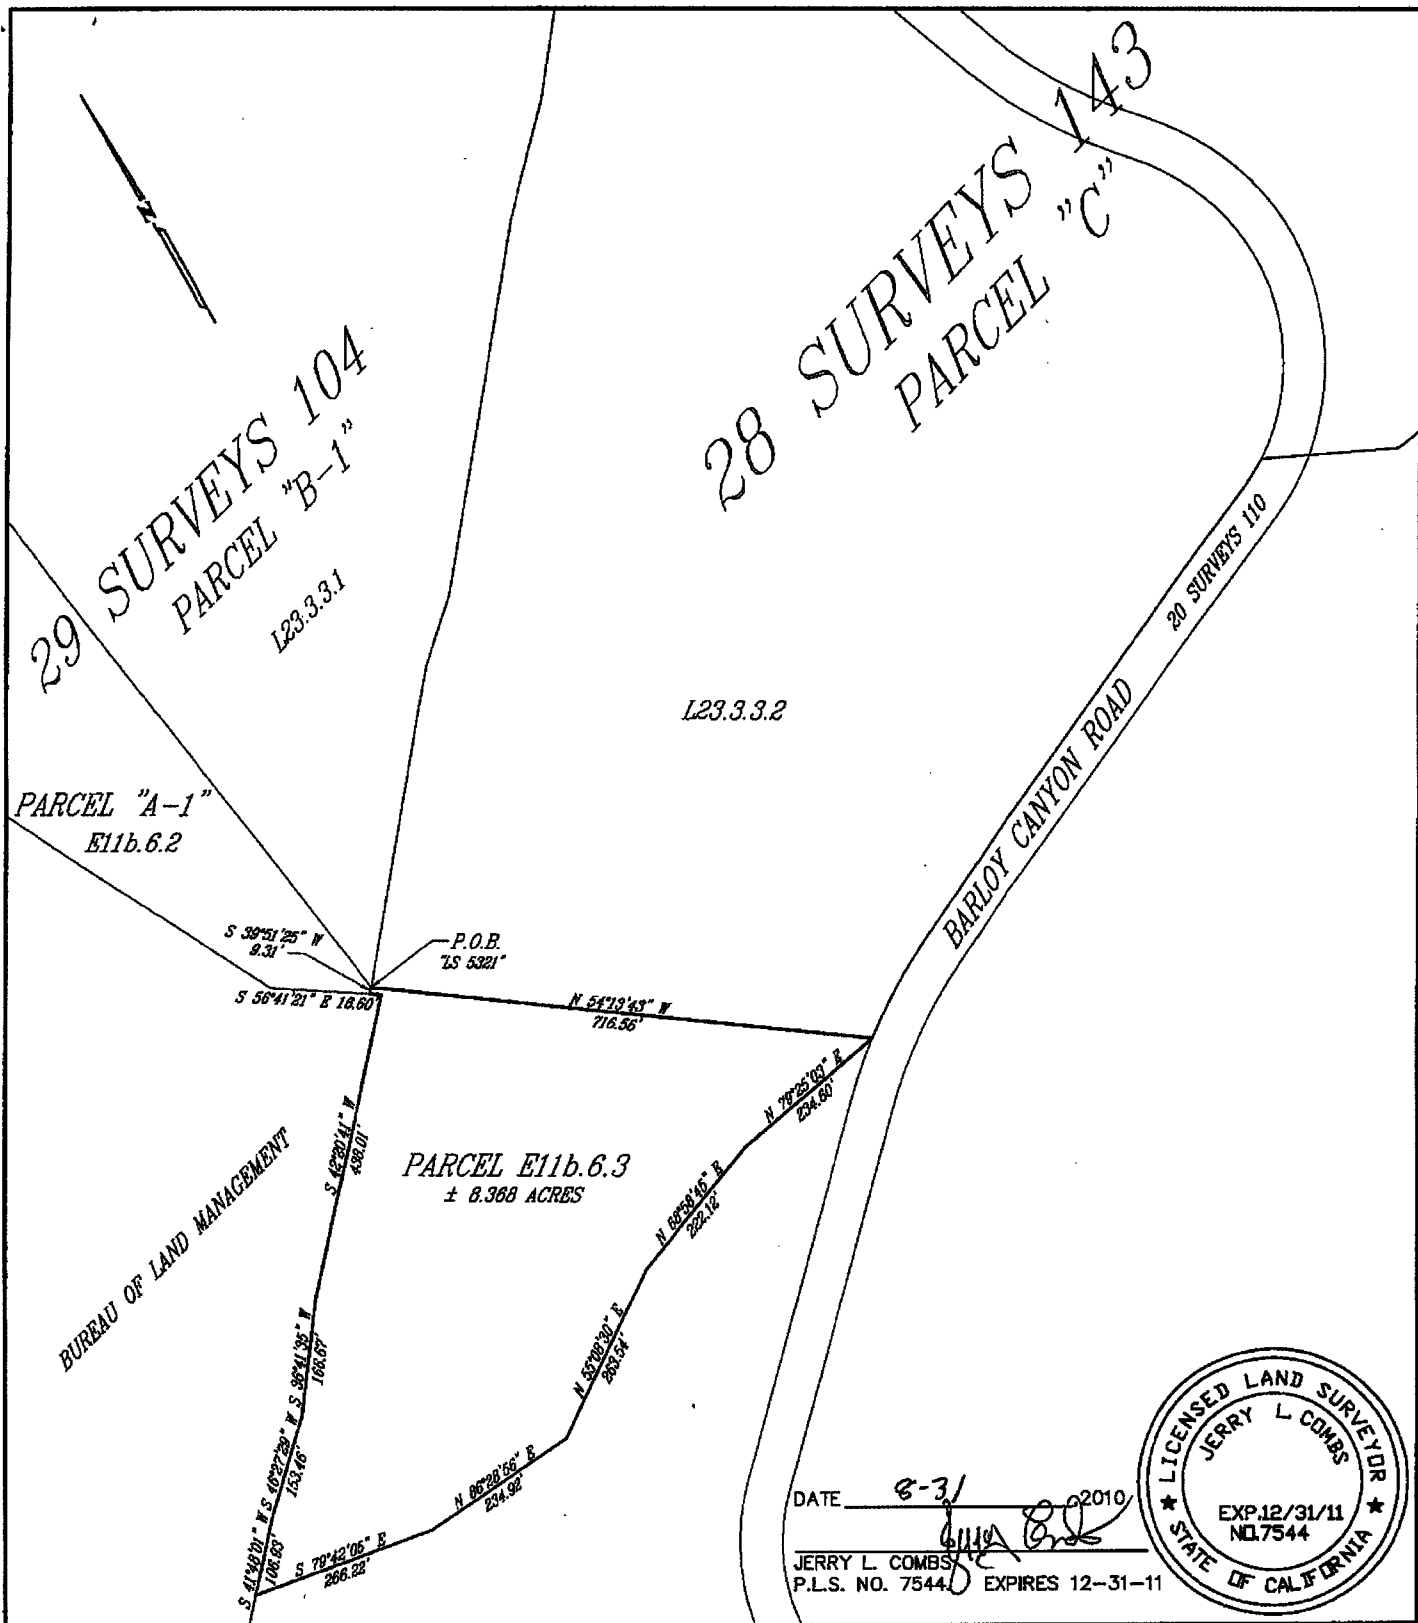 28 SURVEYS 143
PARCEL "C"
N
29 SURVEYS 104
PARCEL "B-1"
L23.3.3.1
20 SURVEYS 110
L23.3.3.2
BARLOY CANYON ROAD
PARCEL "A-1"
E11b.6.2
S 39°51'25" W
9.31'
P.O.B.
"LS 5321"
S 56°41'21" E 18.60'
N 54°13'43" W
716.56'
N 79°25'03" E
234.60'
S 42°20'41" W
438.01'
PARCEL E11b.6.3
± 8.368 ACRES
N 68°58'46" E
222.12'
BUREAU OF LAND MANAGEMENT
N 55°08'30" E
263.54'
S 36°41'35" W
166.67'
S 46°27'29" W
153.46'
N 86°28'56" E
234.92'
S 41°48'01" W
106.93'
S 79°42'05" E
266.22'
DATE 8-31 2010
JERRY L. COMBS
P.L.S. NO. 7544 EXPIRES 12-31-11
LICENSED LAND SURVEYOR
JERRY L COMBS
EXP.12/31/11
NO.7544
STATE OF CALIFORNIA